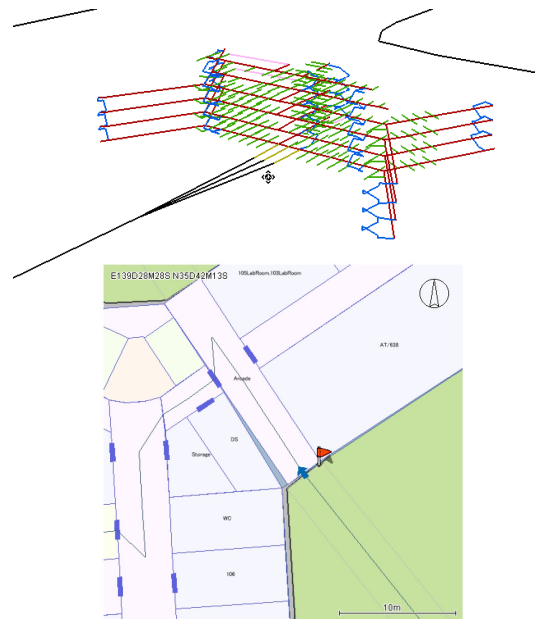 E139D28M28S N35D42M13S
105LabRoom,103LabRoom
AT/638
Arcade
DS
Storage
WC
106
10m